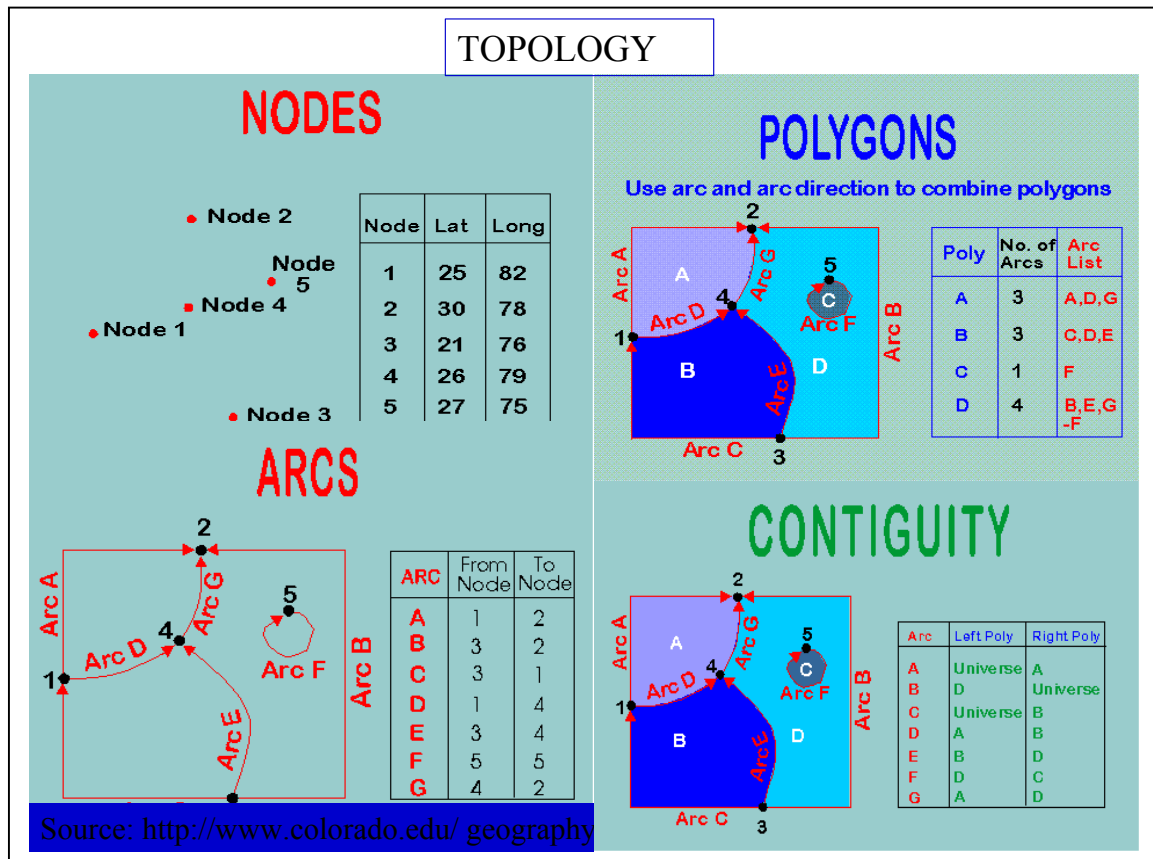 TOPOLOGY
NODES
Node 2
Node
5
Node 4
Node 1
Node 3
Node Lat Long
1 25 82
2 30 78
3 21 76
4 26 79
5 27 75
POLYGONS
Use arc and arc direction to combine polygons
2
Arc A
A
Arc G
5
C
Arc F
4
Arc D
1
B
Arc E
D
Arc B
Arc C
3
Poly No. of Arcs Arc List
A 3 A,D,G
B 3 C,D,E
C 1 F
D 4 B,E,G
-F
ARCS
2
Arc A
Arc G
5
4
Arc D
Arc F
Arc B
1
Arc E
ARC From Node To Node
A 1 2
B 3 2
C 3 1
D 1 4
E 3 4
F 5 5
G 4 2
Source: http://www.colorado.edu/ geography
CONTIGUITY
2
Arc A
A
Arc G
5
C
Arc F
4
Arc D
1
B
Arc E
D
Arc B
Arc C
3
Arc Left Poly Right Poly
A Universe A
B D Universe
C Universe B
D A B
E B D
F D C
G A D